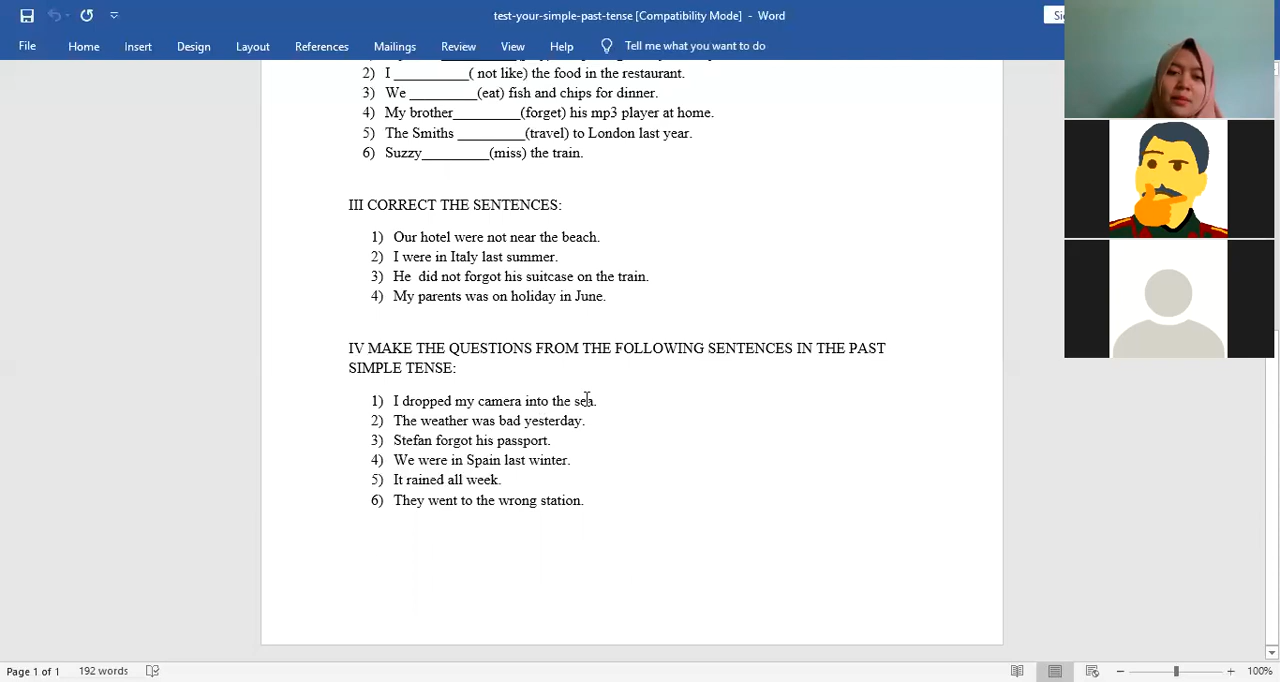 test-your-simple-past-tense [Compatibility Mode] - Word
File Home Insert Design Layout References Mailings Review View Help Tell me what you want to do
2) I __________( not like) the food in the restaurant.
3) We _________(eat) fish and chips for dinner.
4) My brother_________(forget) his mp3 player at home.
5) The Smiths _________(travel) to London last year.
6) Suzzy_________(miss) the train.
III CORRECT THE SENTENCES:
1) Our hotel were not near the beach.
2) I were in Italy last summer.
3) He did not forgot his suitcase on the train.
4) My parents was on holiday in June.
IV MAKE THE QUESTIONS FROM THE FOLLOWING SENTENCES IN THE PAST
SIMPLE TENSE:
1) I dropped my camera into the sea.
2) The weather was bad yesterday.
3) Stefan forgot his passport.
4) We were in Spain last winter.
5) It rained all week.
6) They went to the wrong station.
Page 1 of 1 192 words 100%